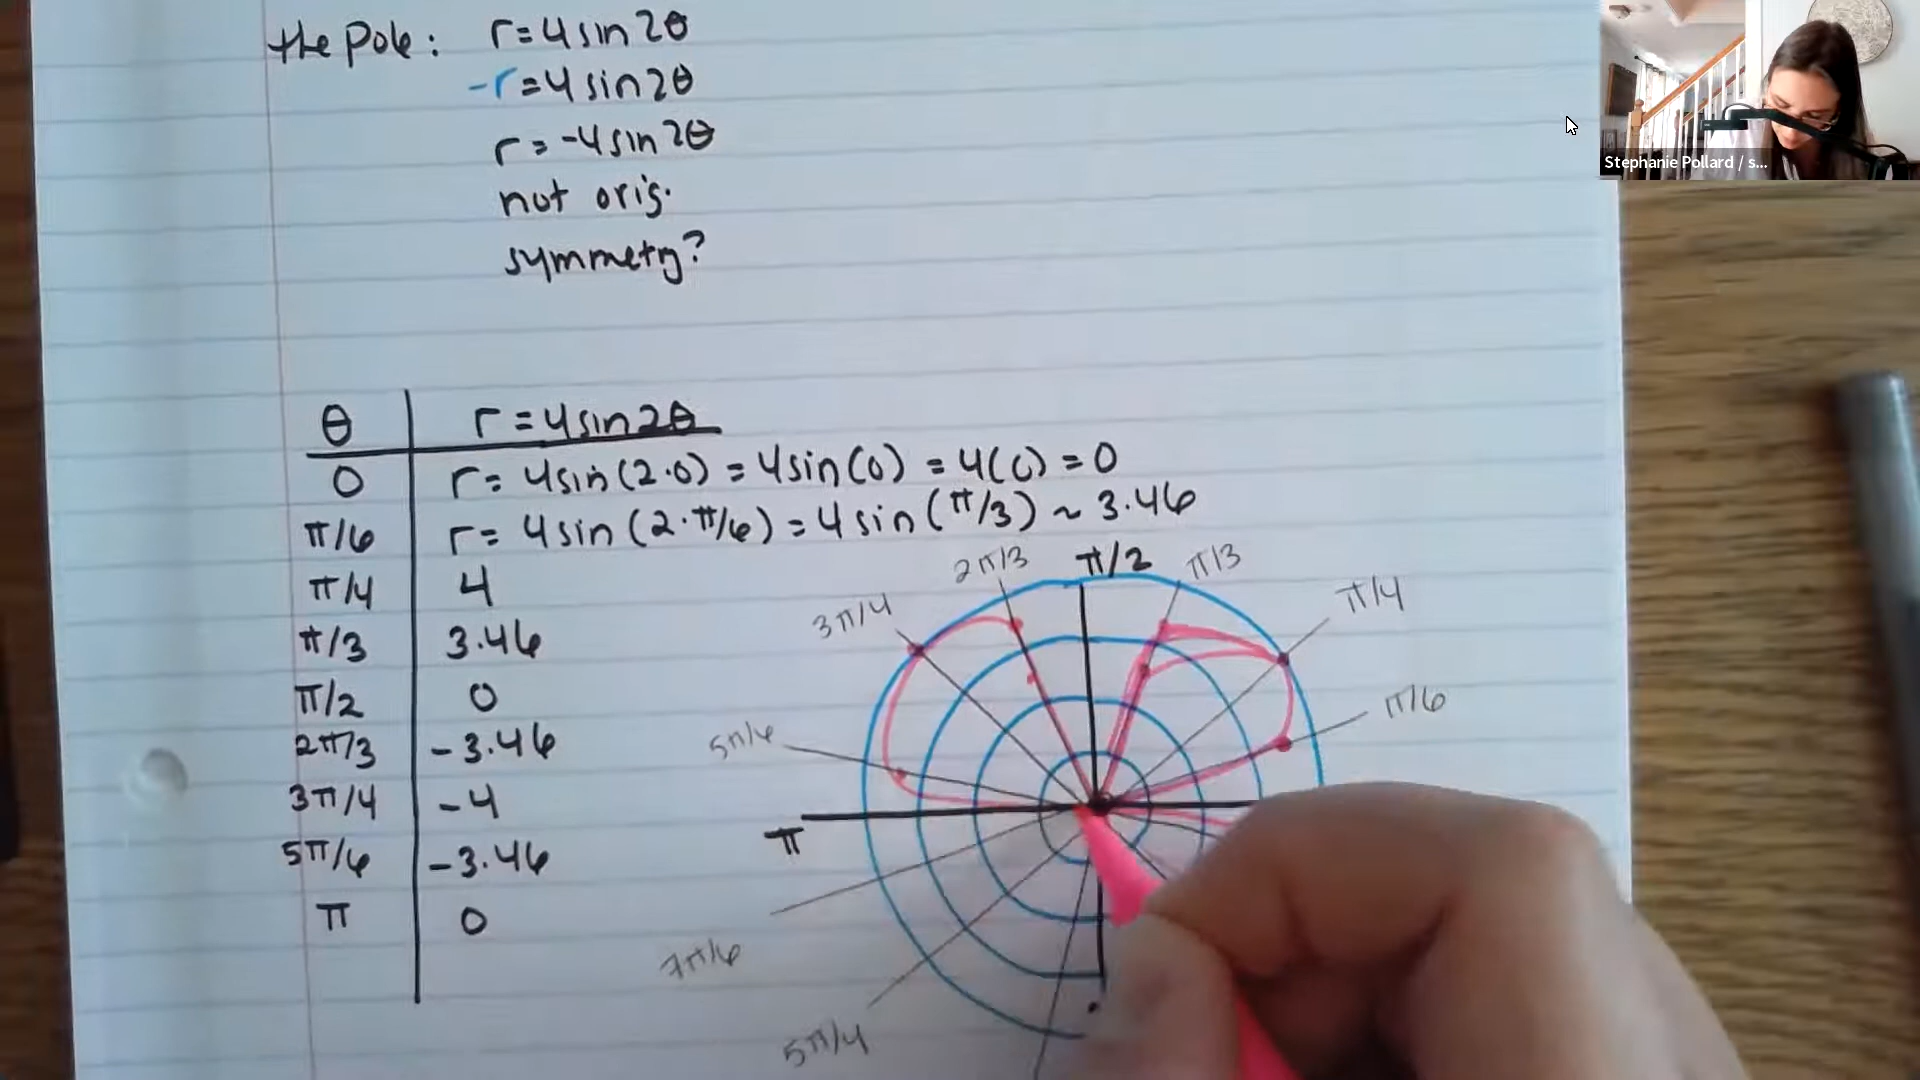 the pole: r=4sin2θ
-r=4sin2θ
r=-4sin2θ
not orig.
symmetry?
Stephanie Pollard / s...
θ r=4sin2θ
0 r= 4sin(2·0) = 4sin(0) = 4(0) = 0
π/6 r= 4sin(2·π/6) = 4sin(π/3) ~ 3.46
π/4 4
π/3 3.46
π/2 0
2π/3 -3.46
3π/4 -4
5π/6 -3.46
π 0
2π/3 π/2 π/3
3π/4 π/4
5π/6 π/6
π
7π/6
5π/4